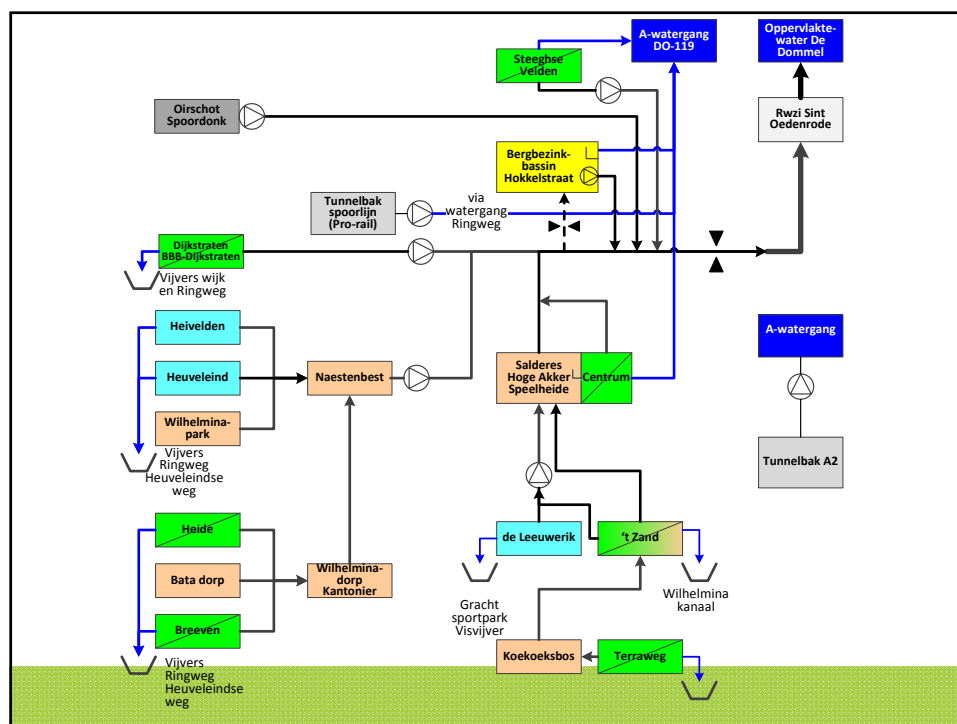 A-watergang
DO-119
Oppervlakte-
water De
Dommel
Steeghse
Velden
Oirschot
Spoordonk
Rwzi Sint
Oedenrode
Bergbezink-
bassin
Hokkelstraat
Tunnelbak
spoorlijn
(Pro-rail)
via
watergang
Ringweg
Dijkstraten
BBB-Dijkstraten
Vijvers wijk
en Ringweg
Heivelden
Heuveleind
Naestenbest
Wilhelmina-
park
Vijvers
Ringweg
Heuveleindse
weg
Salderes
Hoge Akker
Speelheide
Centrum
A-watergang
Tunnelbak A2
Heide
Bata dorp
Wilhelmina-
dorp
Kantonier
Breeven
Vijvers
Ringweg
Heuveleindse
weg
de Leeuwerik
't Zand
Gracht
sportpark
Visvijver
Wilhelmina
kanaal
Koekoeksbos
Terraweg